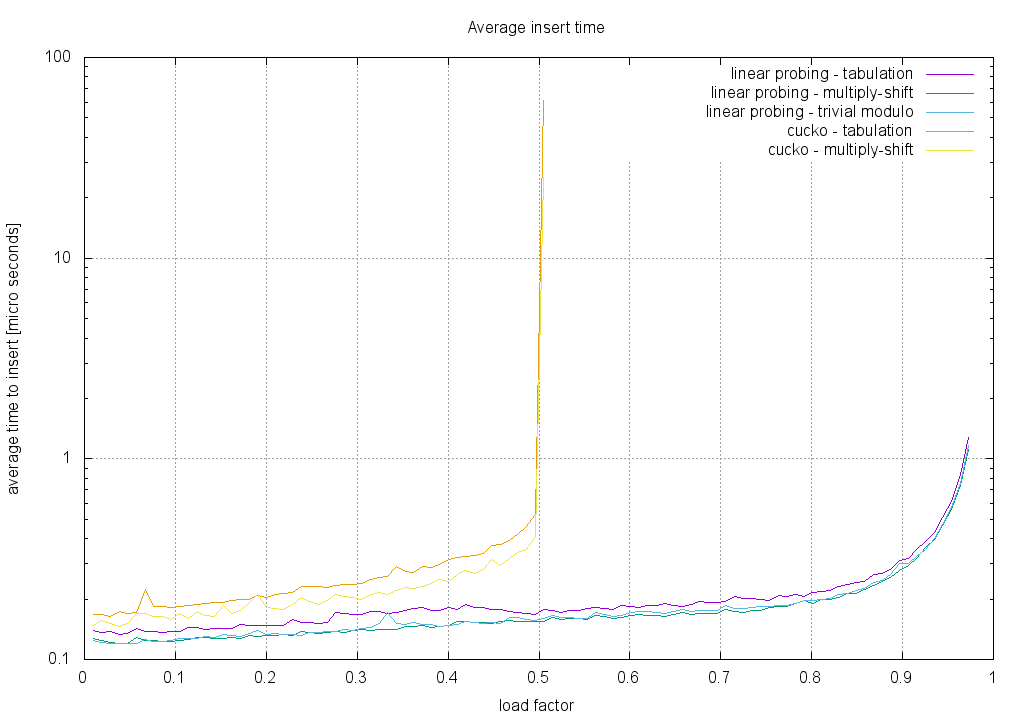 Average insert time
100
10
1
0.1
average time to insert [micro seconds]
linear probing - tabulation
linear probing - multiply-shift
linear probing - trivial modulo
cucko - tabulation
cucko - multiply-shift
0 0.1 0.2 0.3 0.4 0.5 0.6 0.7 0.8 0.9 1
load factor